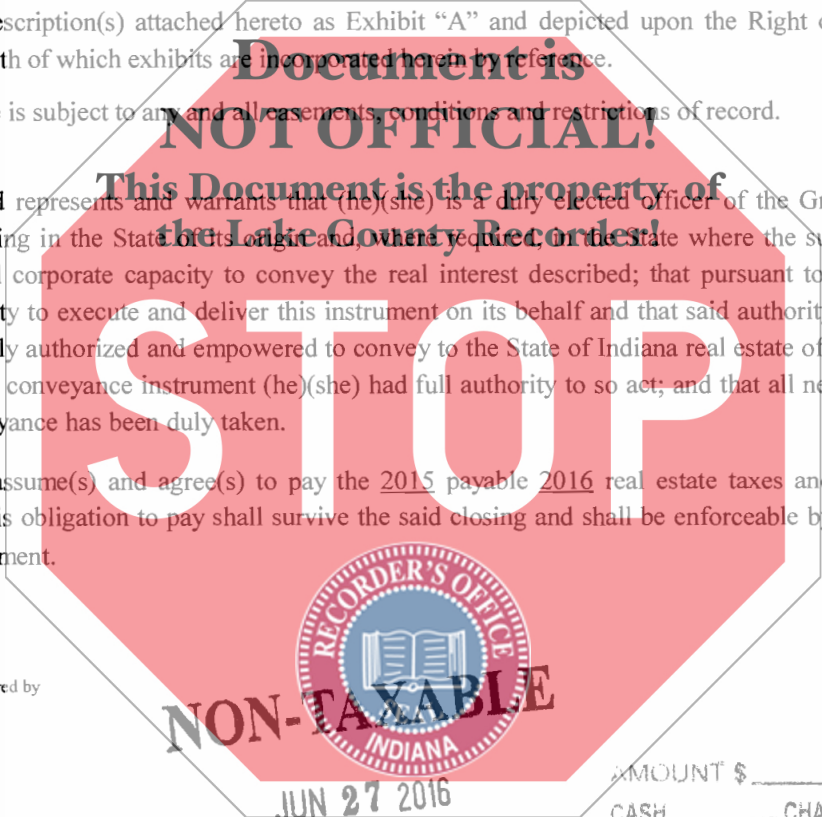 escription(s) attached hereto as Exhibit “A” and depicted upon the Right
Document is
th of which exhibits are incorporated herein by reference.
is subject to any and all easements, conditions and restrictions of record.
NOT OFFICIAL!
This Document is the property of
represents and warrants that (he)(she) is a duly elected officer of the
the Lake County Recorder!
ing in the State of its origin and, where required, in the State where the
corporate capacity to convey the real interest described; that pursuant to
ty to execute and deliver this instrument on its behalf and that said authorit
ly authorized and empowered to convey to the State of Indiana real estate of
conveyance instrument (he)(she) had full authority to so act; and that all
yance has been duly taken.
STOP
assume(s) and agree(s) to pay the 2015 payable 2016 real estate taxes
is obligation to pay shall survive the said closing and shall be enforceable
ment.
RECORDER'S OFFICE
INDIANA
ed by
NON-TAXABLE
JUN 27 2016
AMOUNT $
CASH CHA